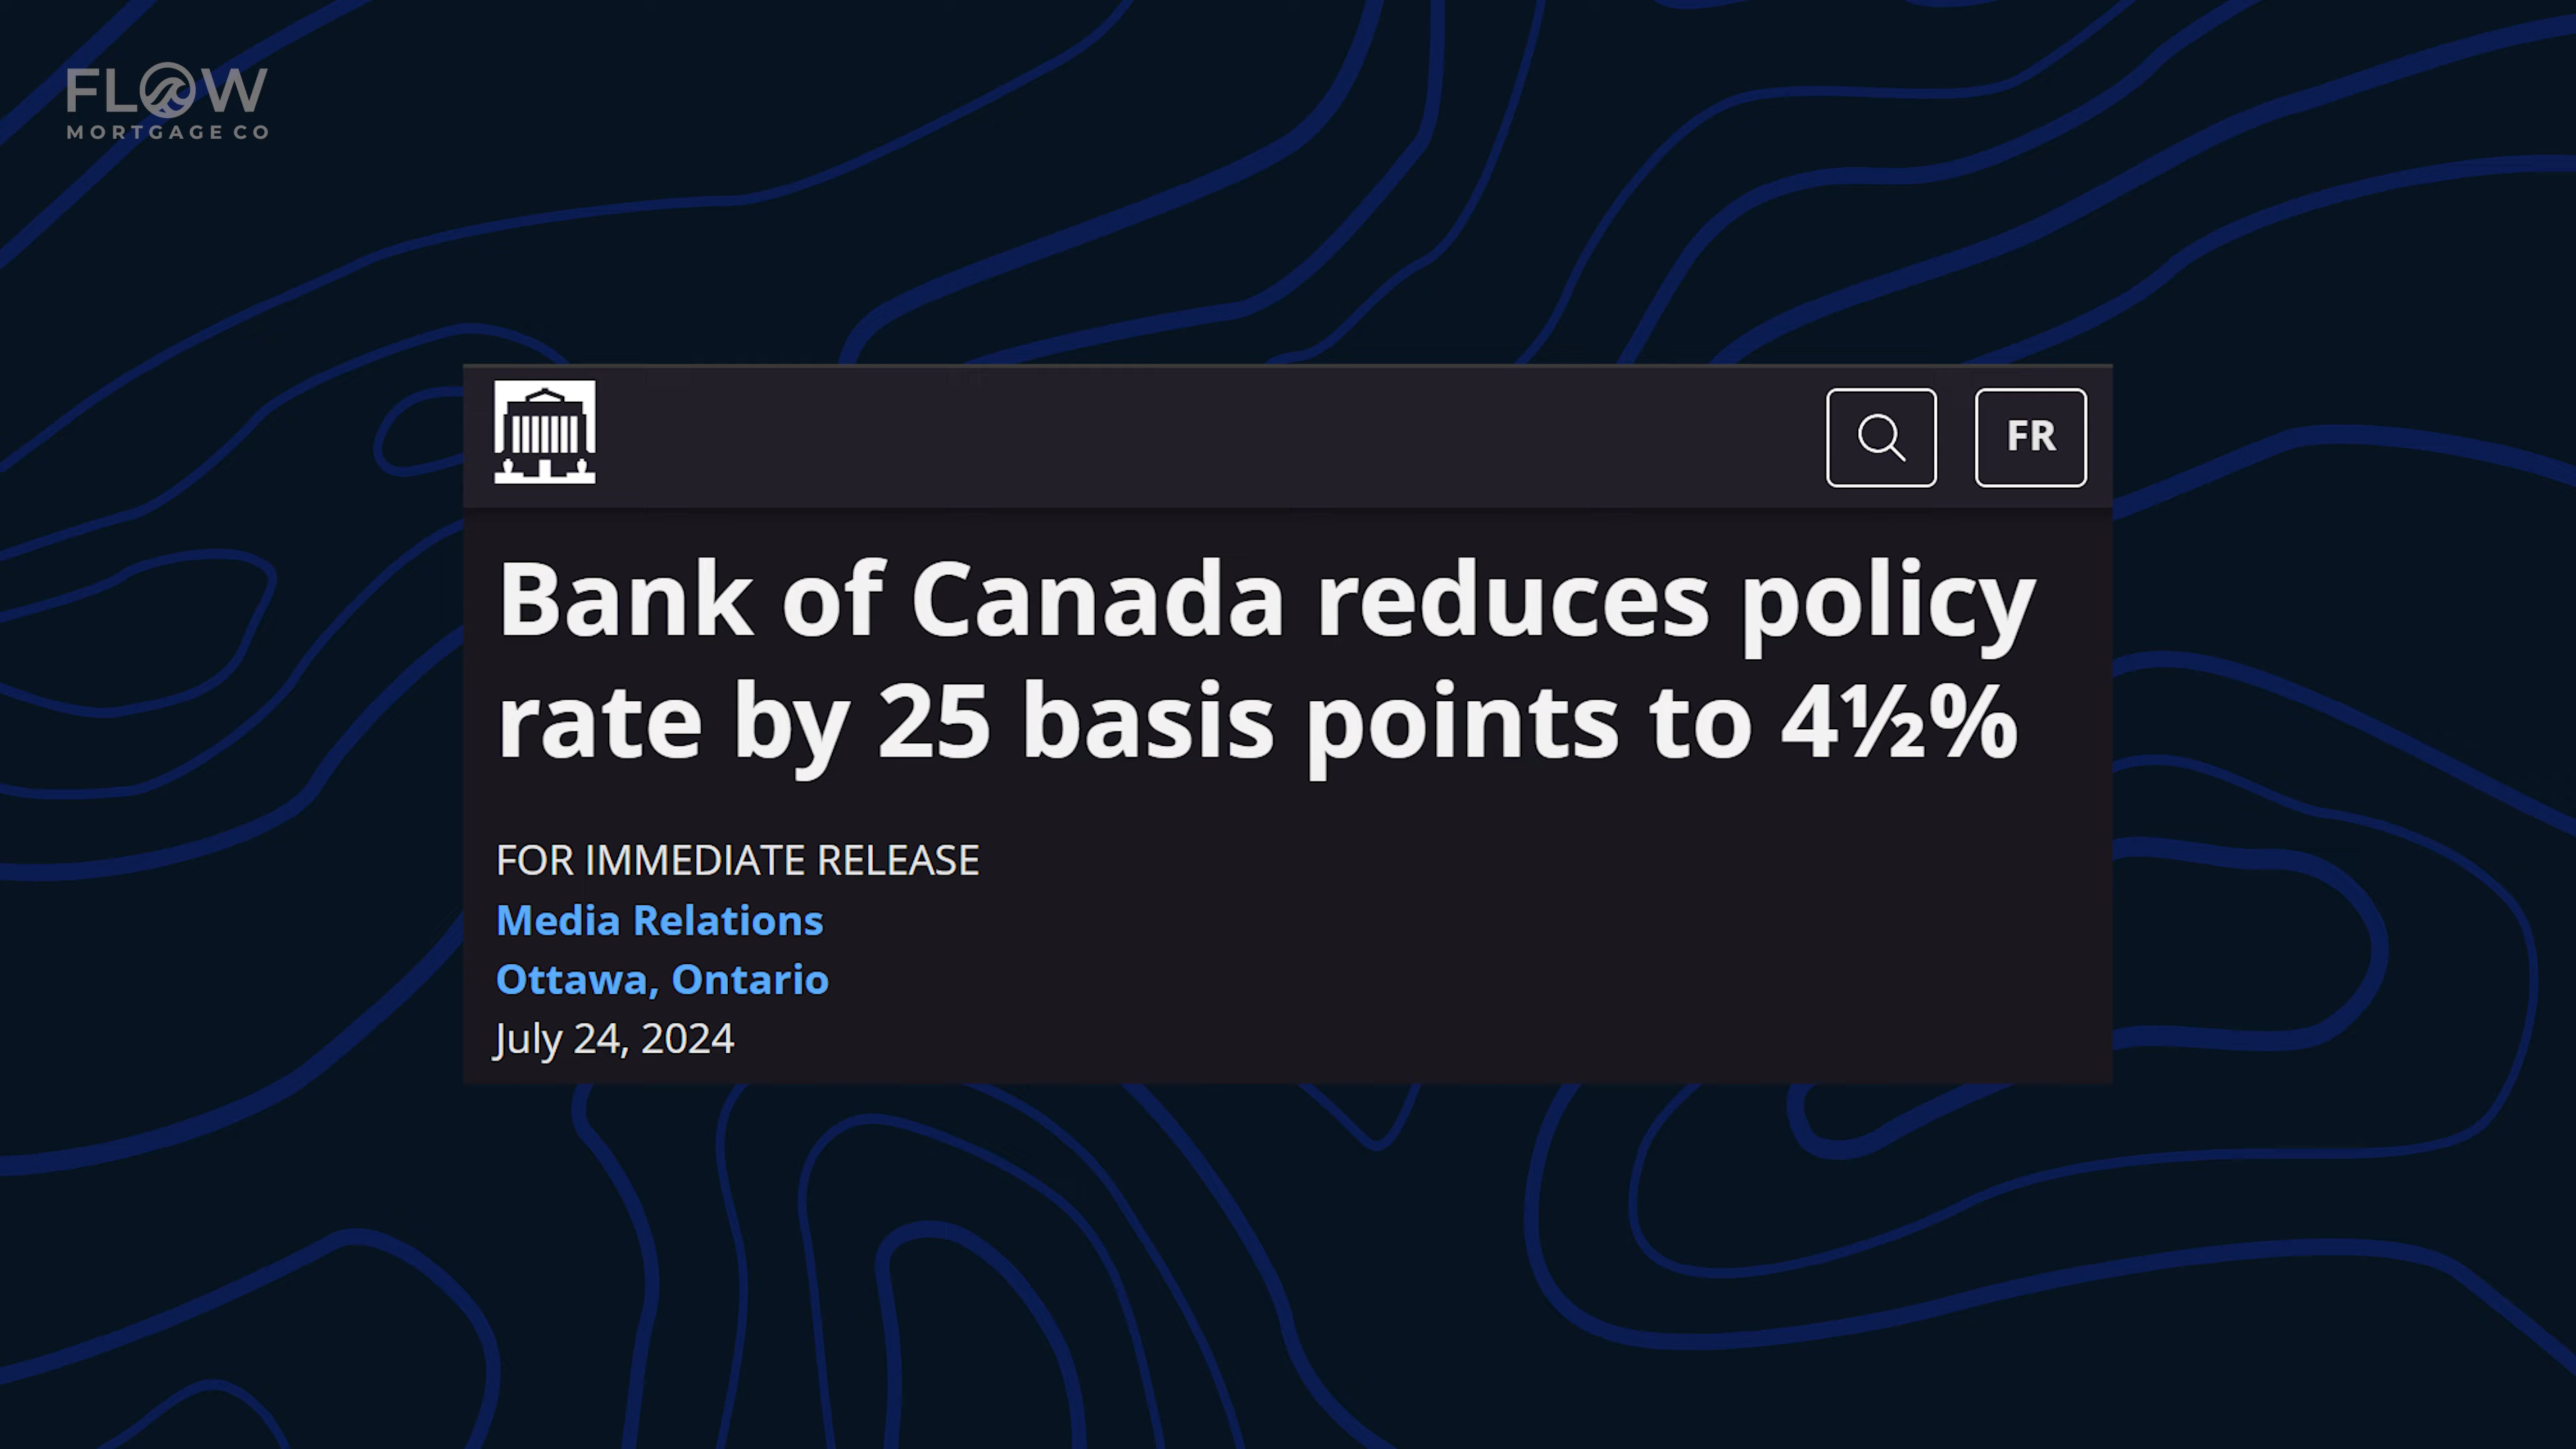 FLOW
MORTGAGE CO
FR
Bank of Canada reduces policy
rate by 25 basis points to 4½%
FOR IMMEDIATE RELEASE
Media Relations
Ottawa, Ontario
July 24, 2024